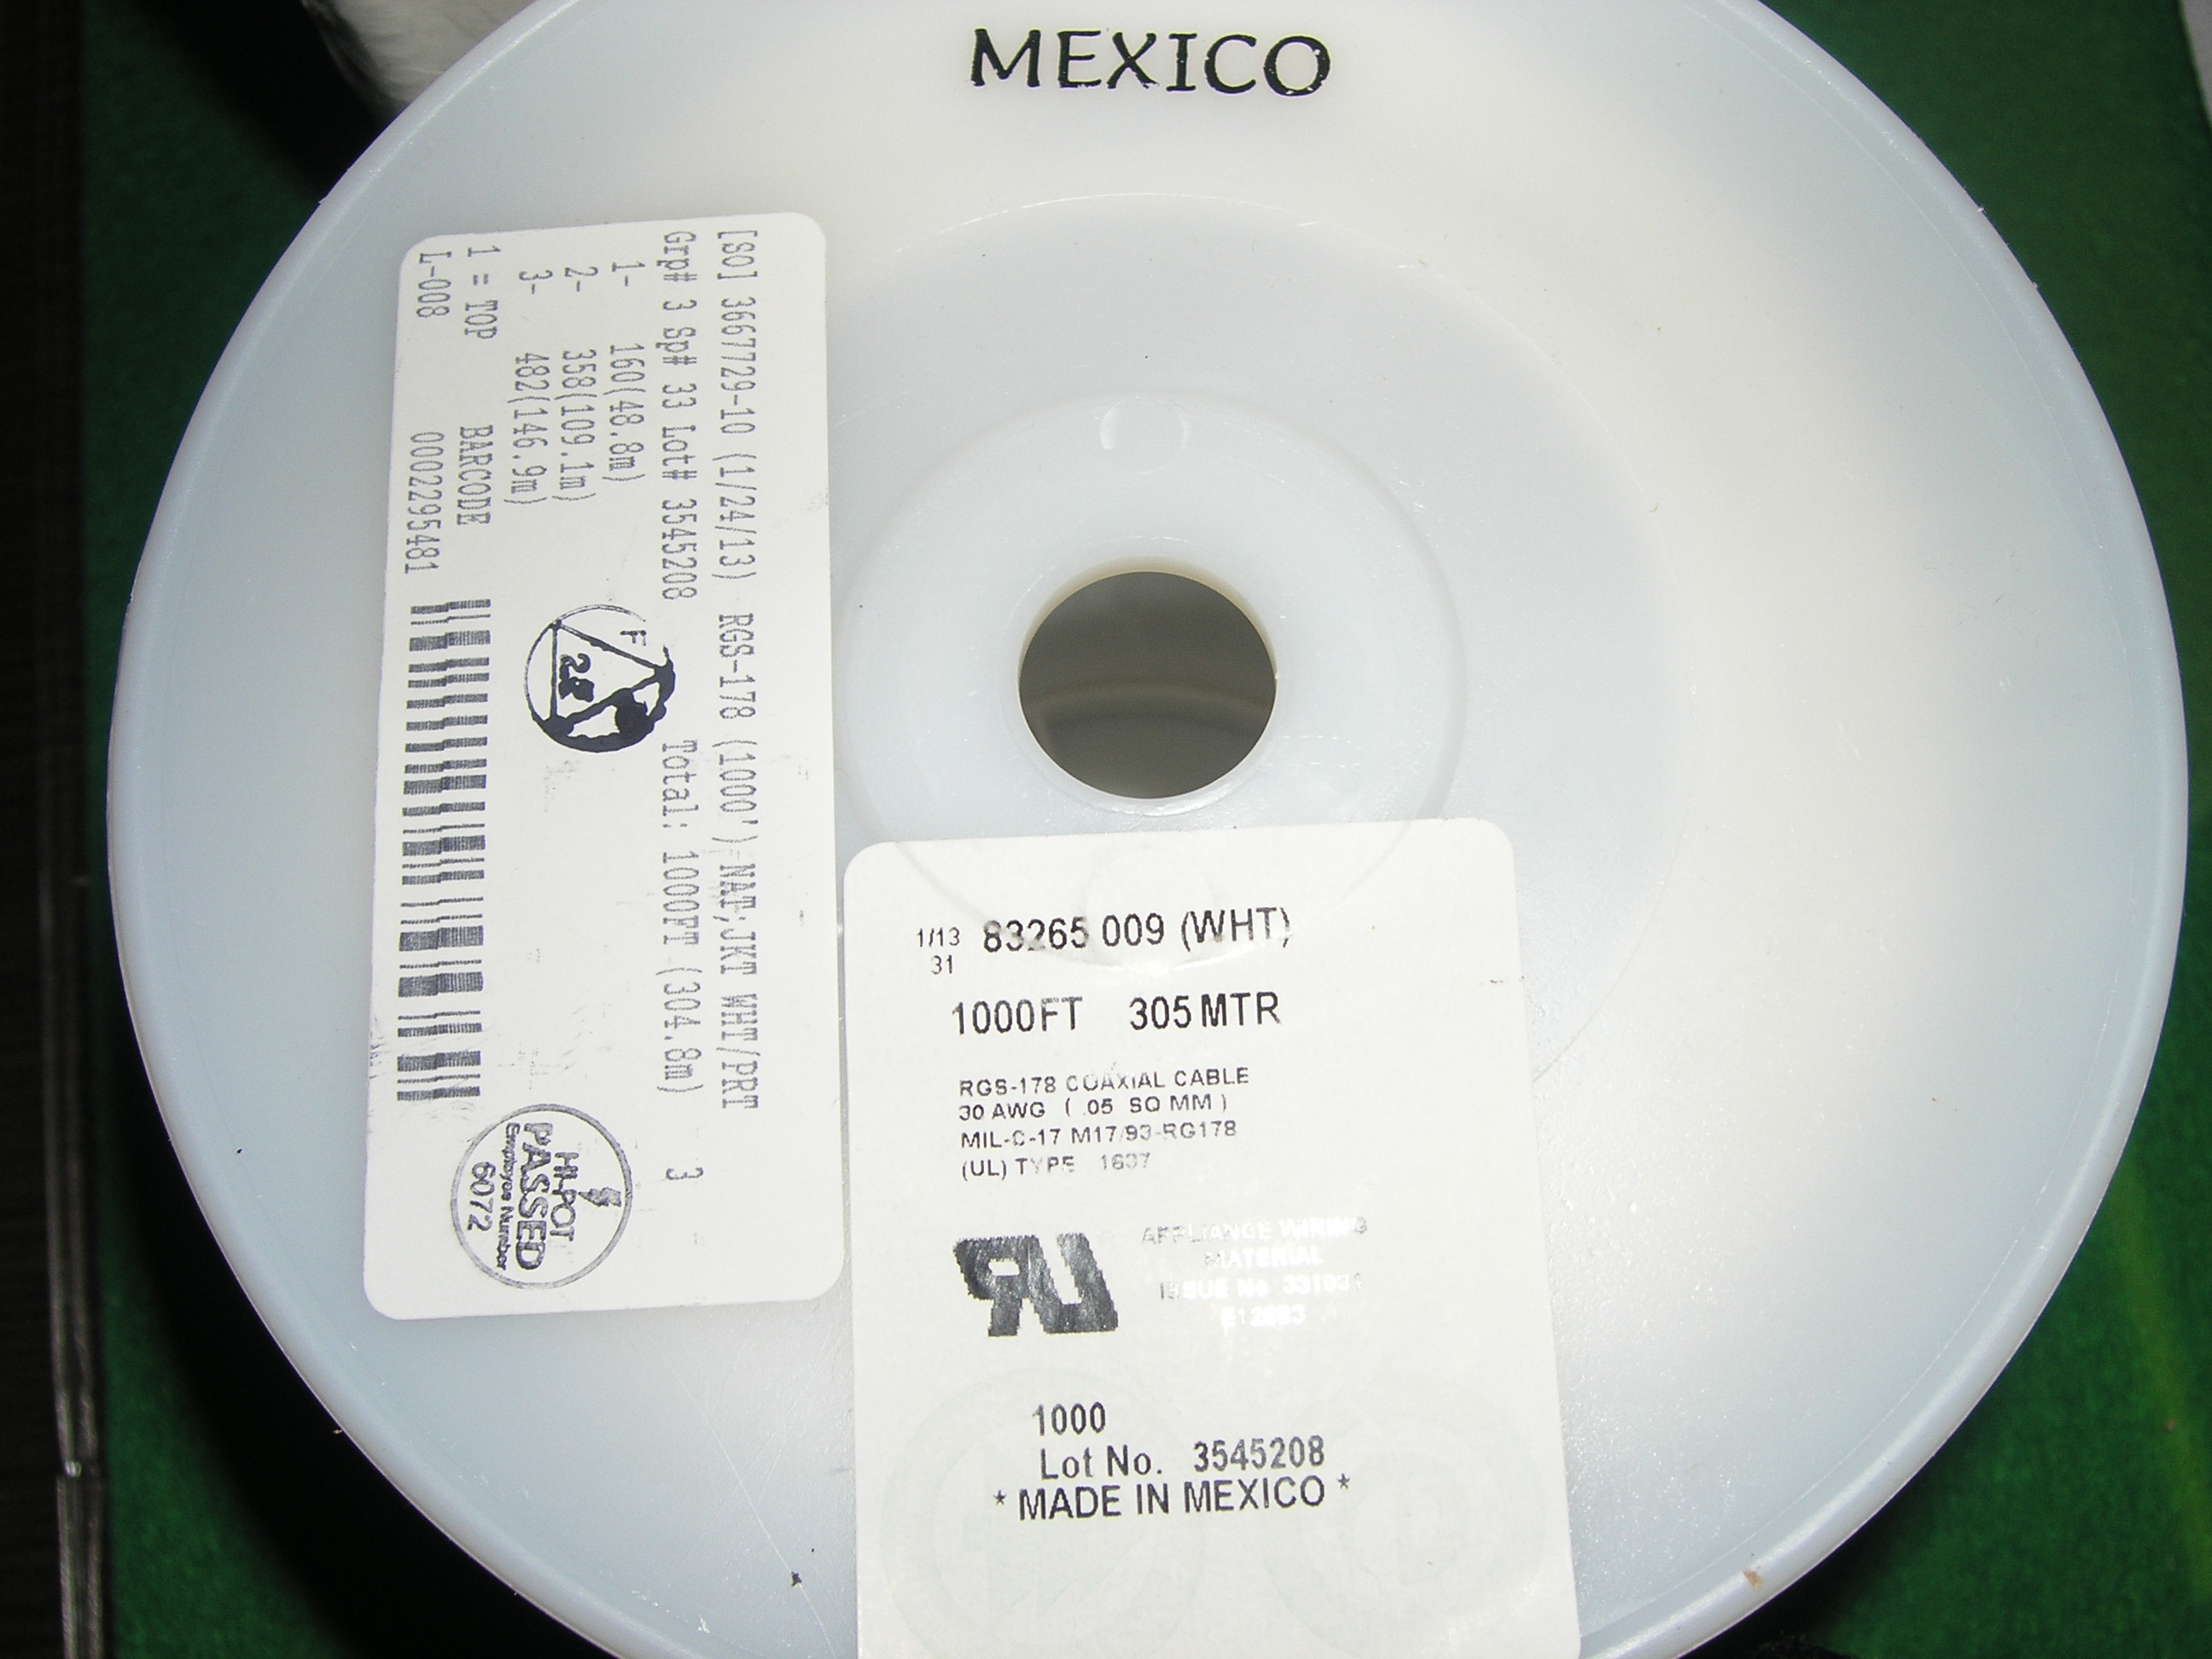 MEXICO
[SO] 3667729-10 (1/24/13) RGS-178 (1000') NAT;JKT WHT/PRT
Grp# 3 Sp# 33 Lot# 3545208 Total: 1000FT (304.8m) 3
1- 160(48.8m)
2- 358(109.1m)
3- 482(146.9m)
1 = TOP BARCODE
L-008 0002295481
F
28
HI-POT
PASSED
Employee Number
6072
1/13 83265 009 (WHT)
31
1000FT 305 MTR
RGS-178 COAXIAL CABLE
30 AWG ( .05 SQ MM )
MIL-C-17 M17/93-RG178
(UL) TYPE
RU
APPLIANCE WIRING
MATERIAL
ISSUE No
1000
Lot No. 3545208
* MADE IN MEXICO *